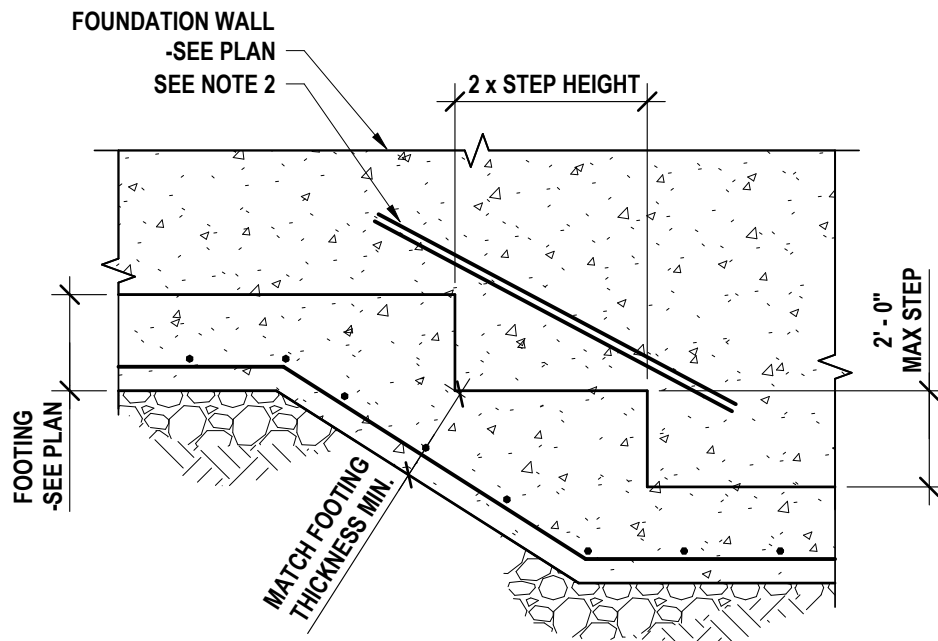 FOUNDATION WALL
-SEE PLAN
SEE NOTE 2
2 x STEP HEIGHT
2' - 0"
MAX STEP
FOOTING
-SEE PLAN
MATCH FOOTING
THICKNESS MIN.